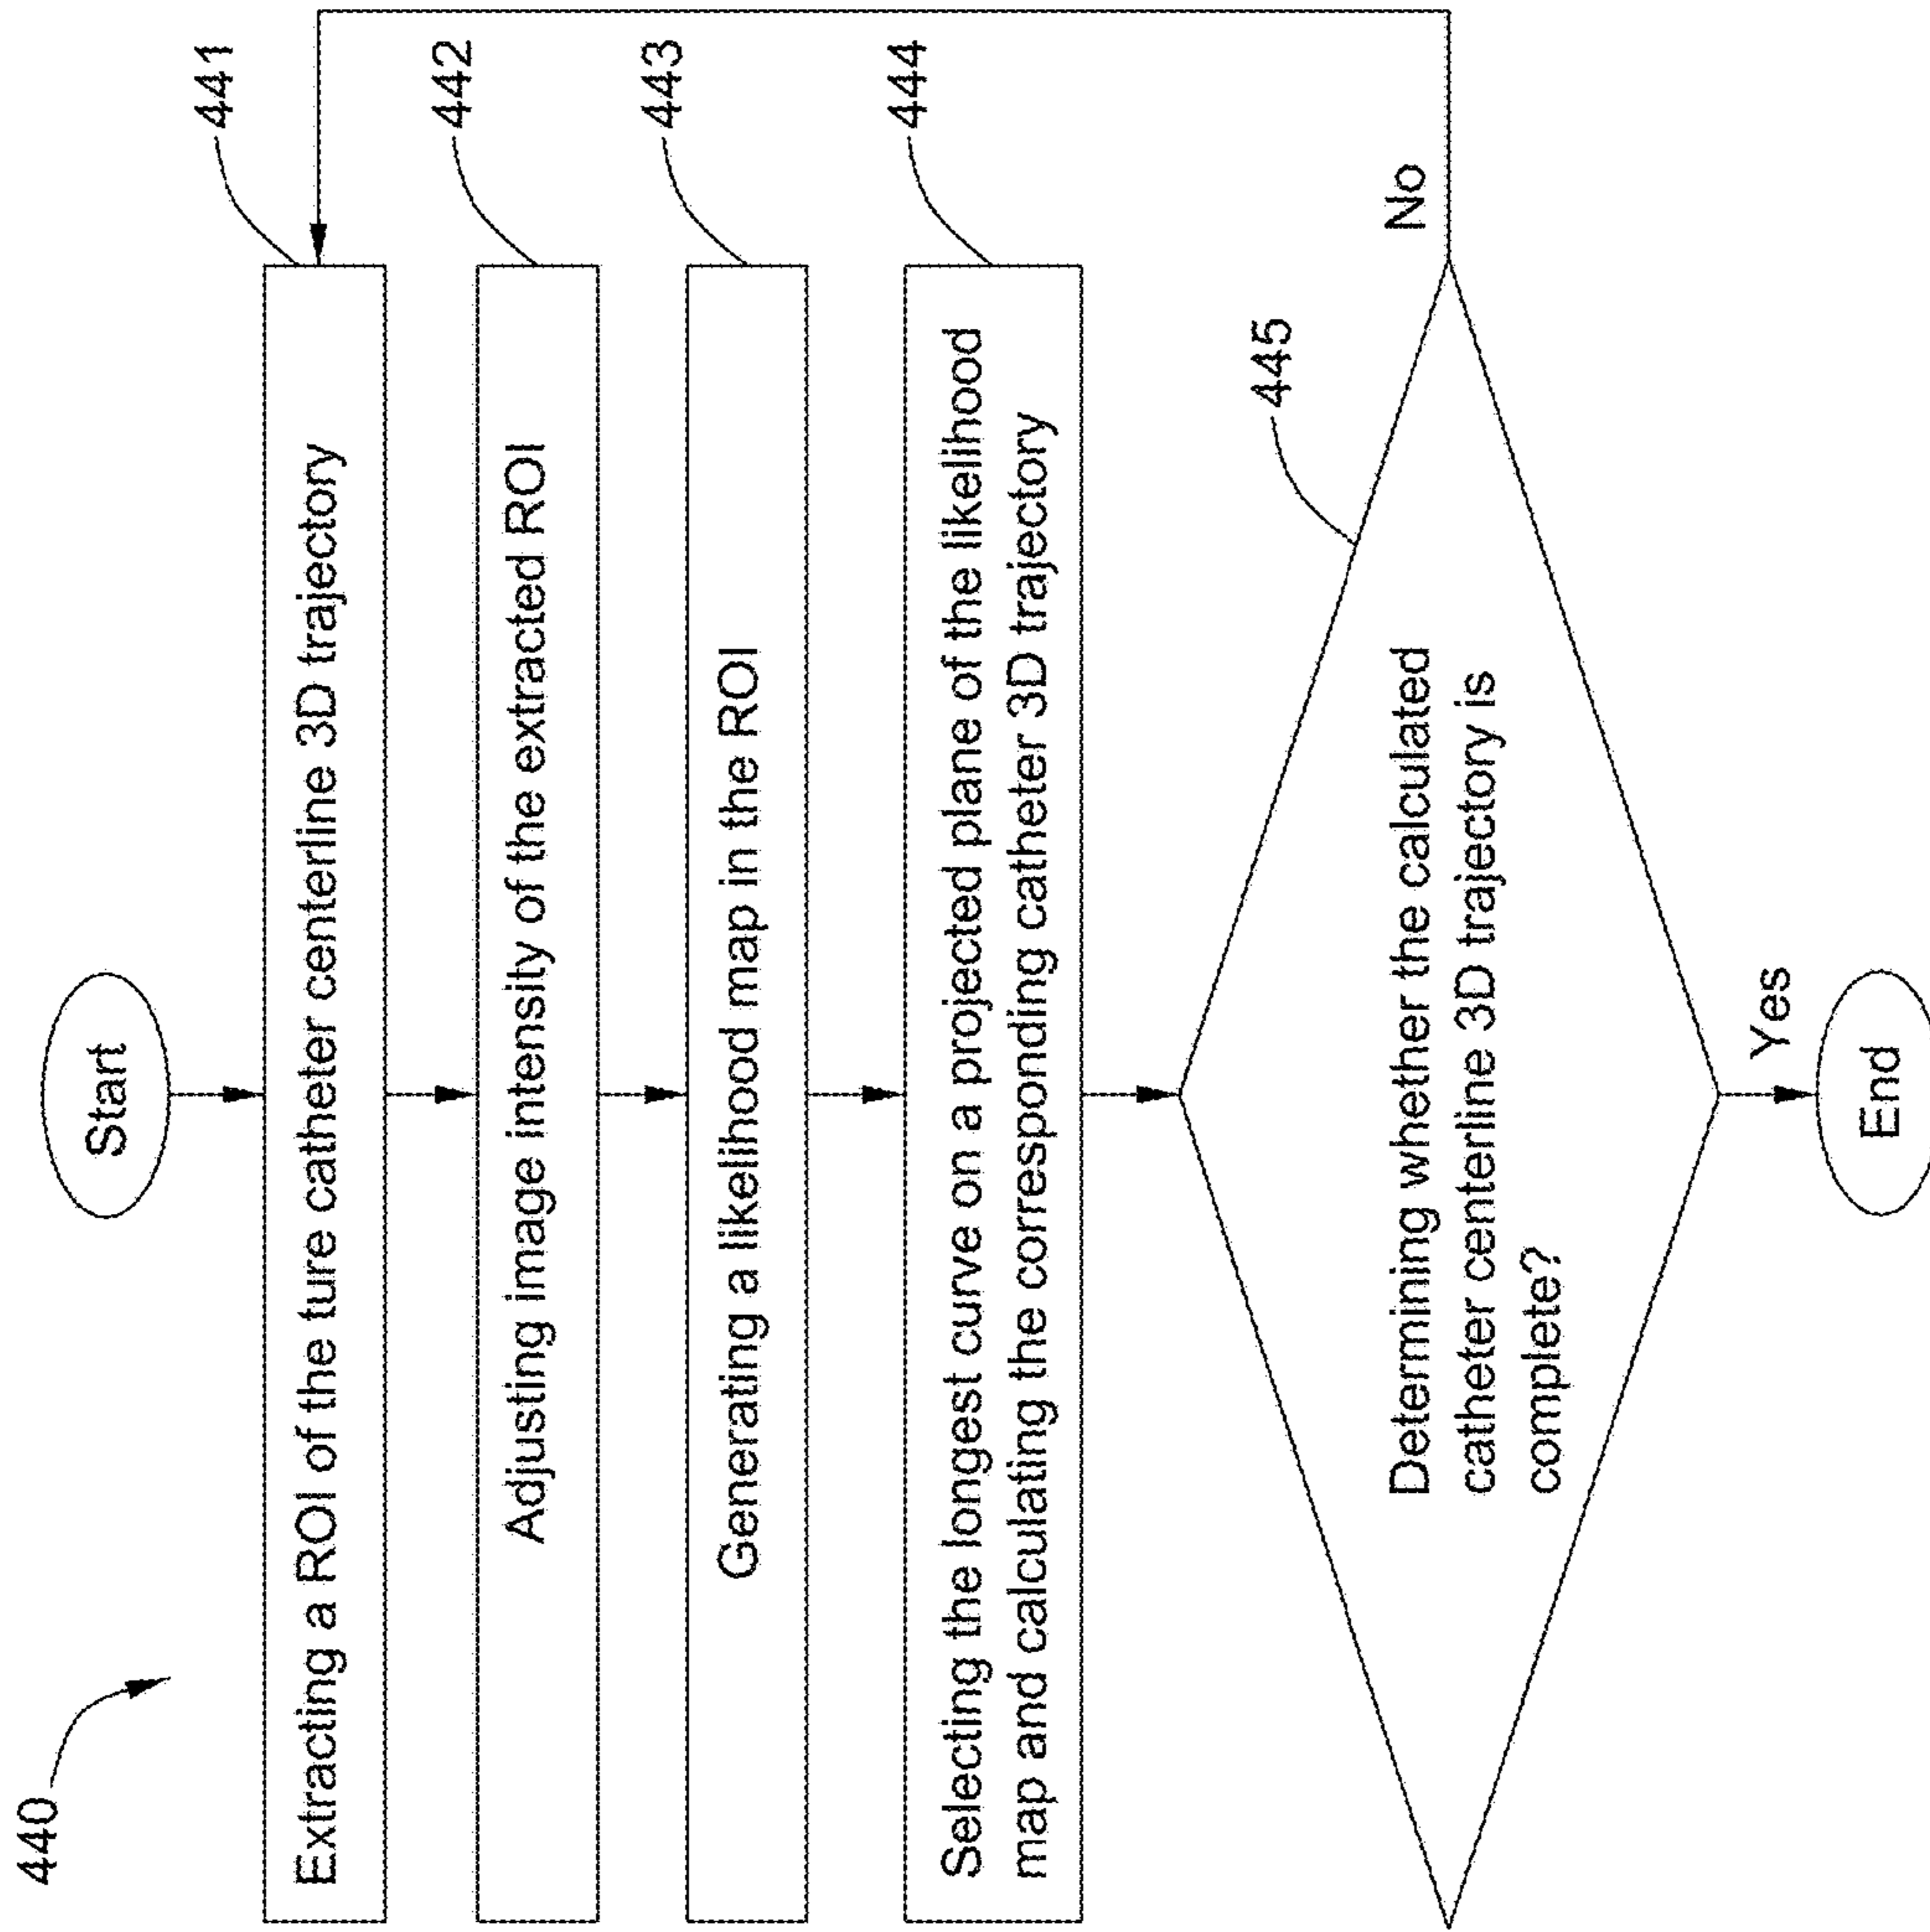 440
Start
441
Extracting a ROI of the ture catheter centerline 3D trajectory
442
Adjusting image intensity of the extracted ROI
443
Generating a likelihood map in the ROI
444
Selecting the longest curve on a projected plane of the likelihood
map and calculating the corresponding catheter 3D trajectory
445
Determining whether the calculated
catheter centerline 3D trajectory is
complete?
No
Yes
End